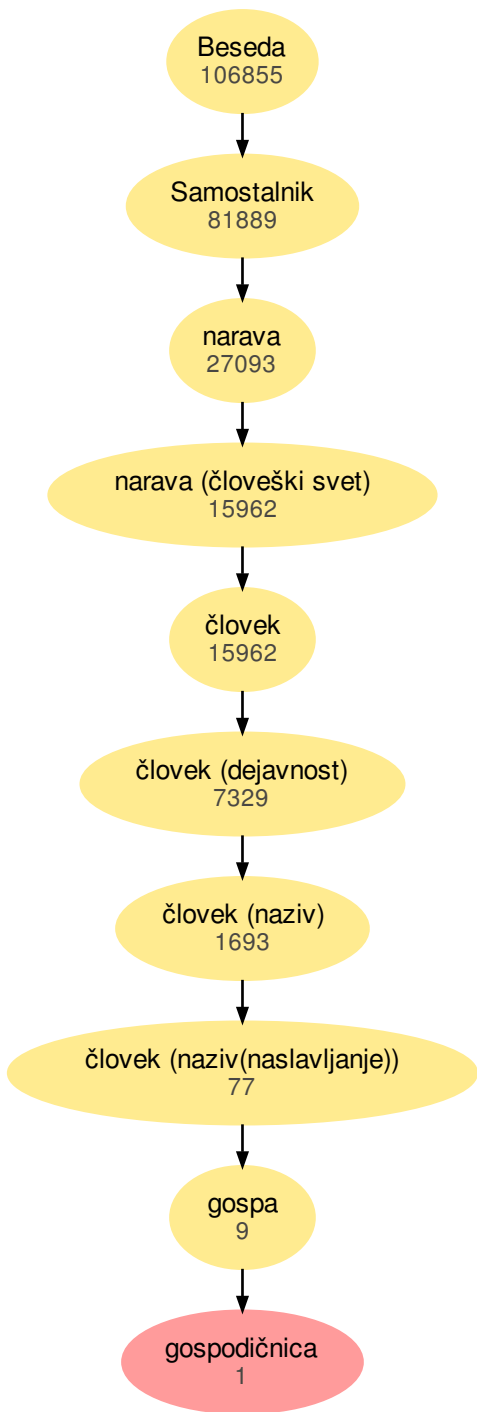 Beseda
106855
Samostalnik
81889
narava
27093
narava (človeški svet)
15962
človek
15962
človek (dejavnost)
7329
človek (naziv)
1693
človek (naziv(naslavljanje))
77
gospa
9
gospodičnica
1